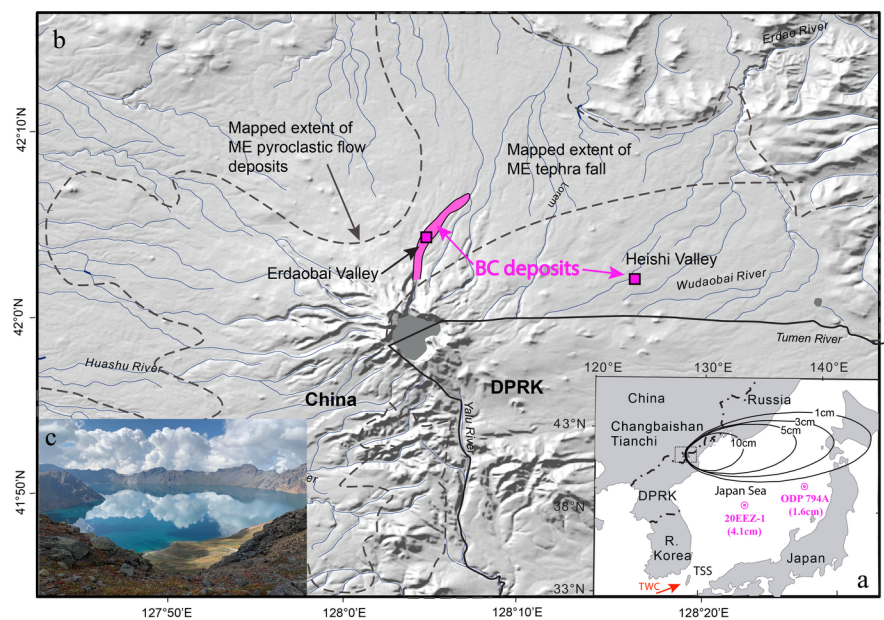 b
Erdao River
42°10'
Mapped extent of
ME pyroclastic flow
deposits
Mapped extent of
ME tephra fall
Lorem
Erdaobai Valley
BC deposits
Heishi Valley
Wudaobai River
42°0'
Tumen River
Huashu River
China
DPRK
Yalu River
er
41°50'
c
120°E
130°E
140°E
China
Russia
Changbaishan
Tianchi
43°N
1cm
3cm
5cm
10cm
DPRK
Japan Sea
ODP 794A
(1.6cm)
20EEZ-1
(4.1cm)
38°N
R.
Korea
TSS
Japan
TWC
33°N
a
127°50'E
128°0'E
128°10'E
128°20'E